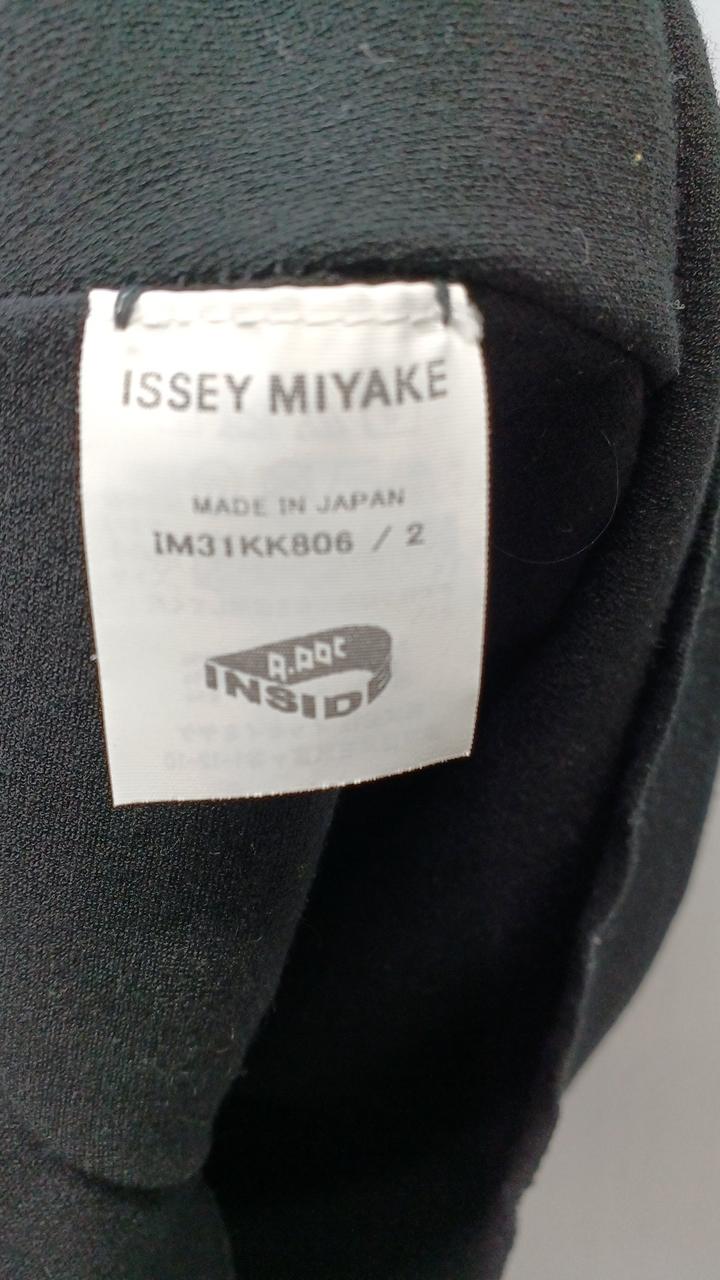 ISSEY MIYAKE
MADE IN JAPAN
IM31KK806 / 2
A.POC
INSIDE